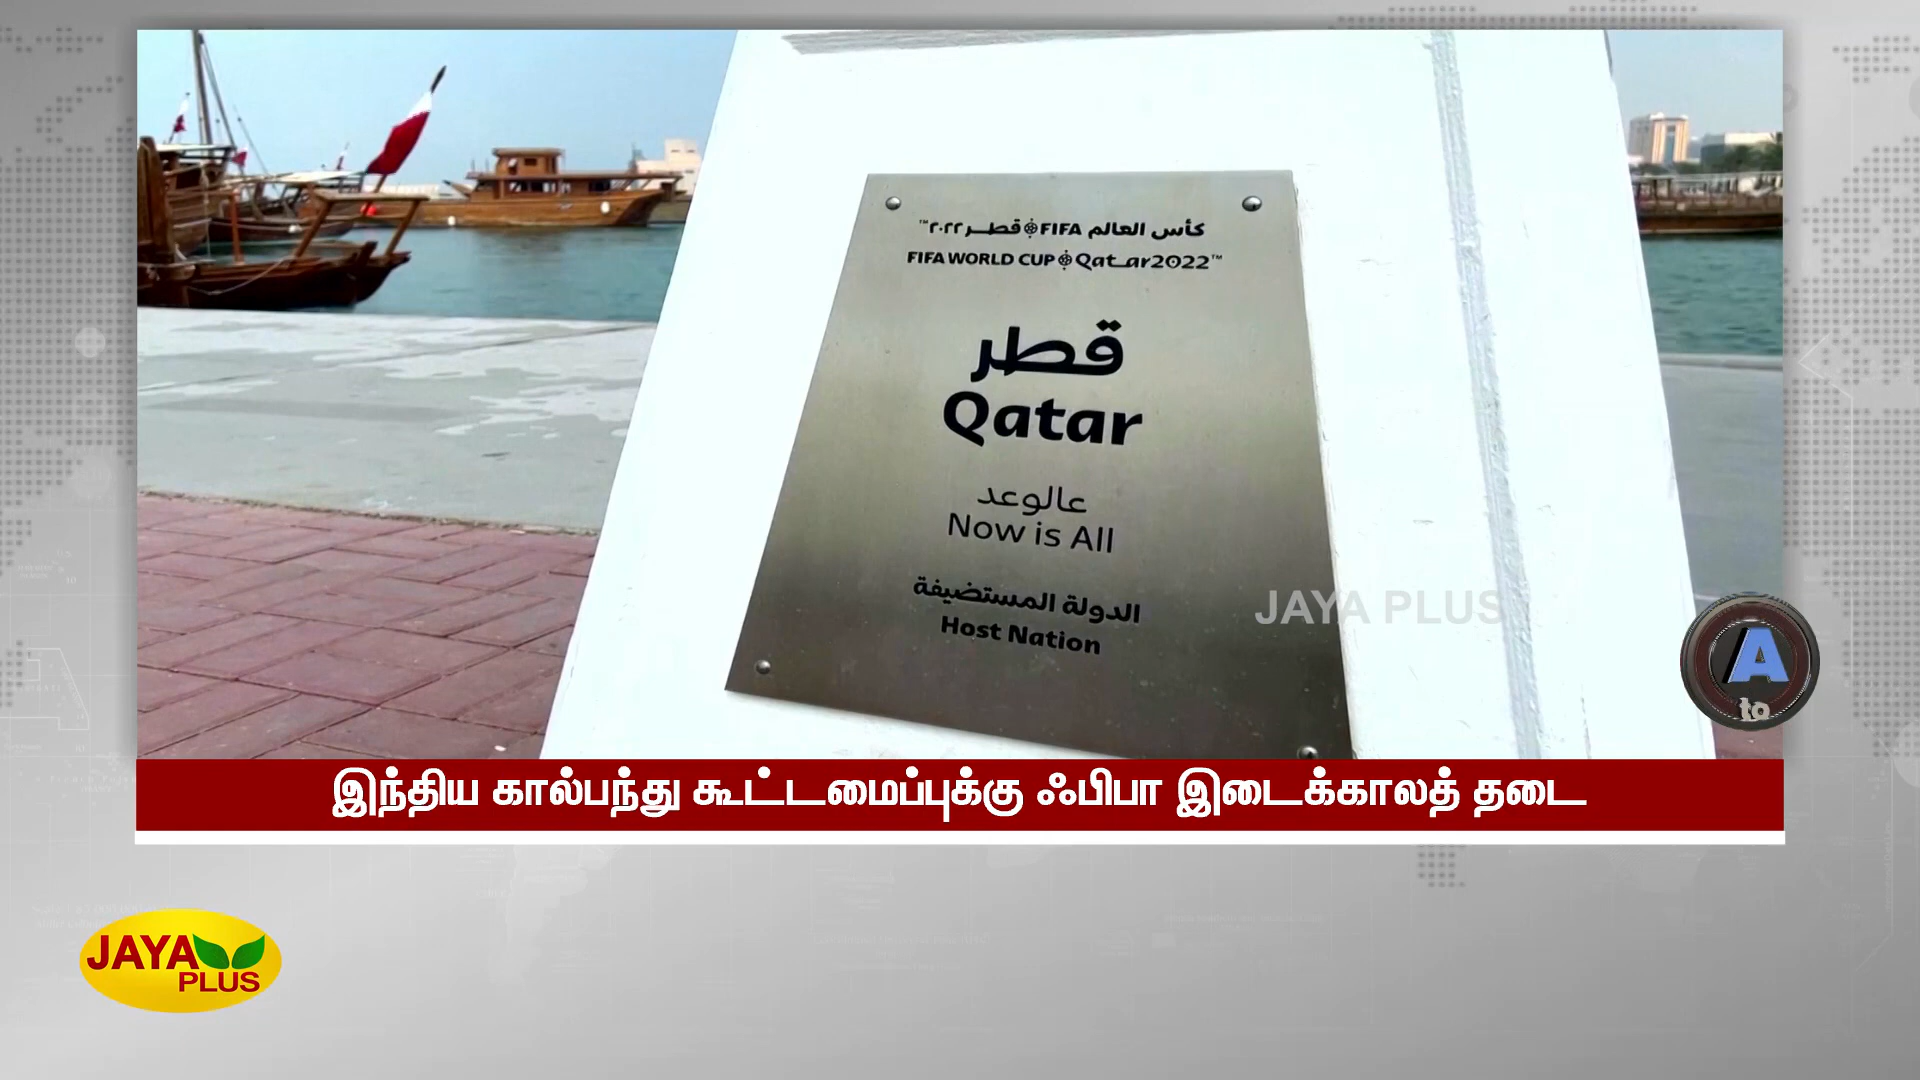 كأس العالم FIFA قطر ٢٠٢٢™
FIFA WORLD CUP Qatar2022™
قطر
Qatar
عالوعد
Now is All
الدولة المستضيفة
Host Nation
JAYA PLUS
A
to
இந்திய கால்பந்து கூட்டமைப்புக்கு ஃபிபா இடைக்காலத் தடை
JAYA
PLUS